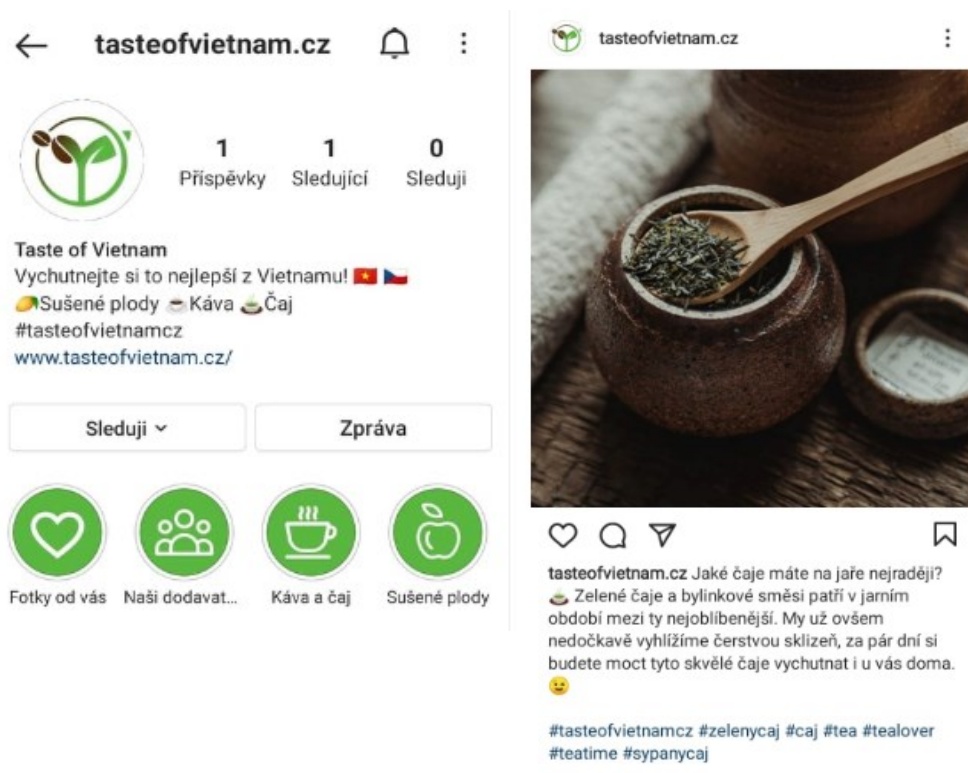 tasteofvietnam.cz
1 1 0
Příspěvky Sledující Sleduji
Taste of Vietnam
Vychutnejte si to nejlepší z Vietnamu! 🇻🇳 🇨🇿
🥭Sušené plody ☕Káva 🍵Čaj
#tasteofvietnamcz
www.tasteofvietnam.cz/
Sleduji Zpráva
Fotky od vás Naši dodavat... Káva a čaj Sušené plody
tasteofvietnam.cz
tasteofvietnam.cz Jaké čaje máte na jaře nejraději?
🍵 Zelené čaje a bylinkové směsi patří v jarním
období mezi ty nejoblíbenější. My už ovšem
nedočkavě vyhlížíme čerstvou sklizeň, za pár dní si
budete moct tyto skvělé čaje vychutnat i u vás doma.
😉
#tasteofvietnamcz #zelenycaj #caj #tea #tealover
#teatime #sypanycaj